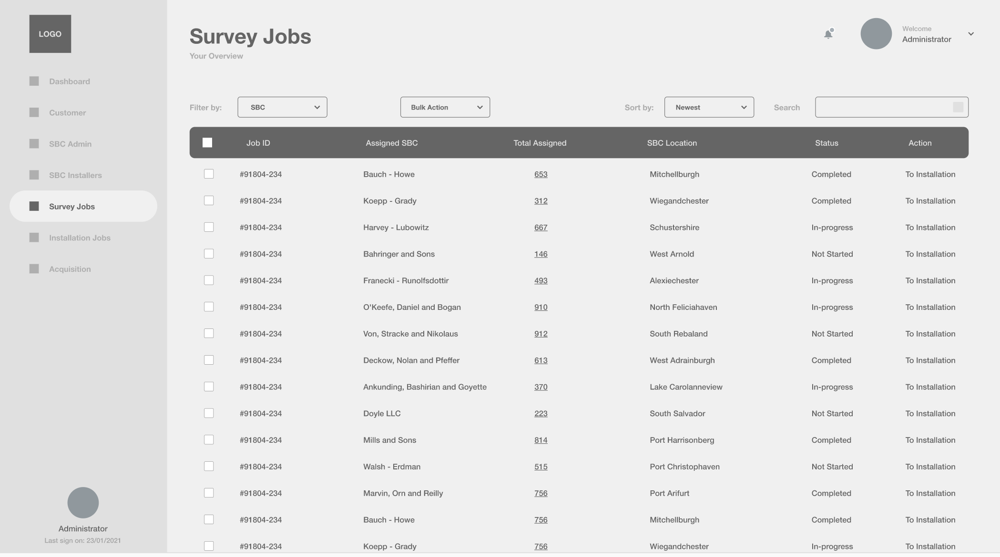 LOGO
Dashboard
Customer
SBC Admin
SBC Installers
Survey Jobs
Installation Jobs
Acquisition
Administrator
Last sign on: 23/01/2021
Survey Jobs
Your Overview
Welcome
Administrator
Filter by: SBC Bulk Action Sort by: Newest Search
Job ID Assigned SBC Total Assigned SBC Location Status Action
#91804-234 Bauch - Howe 653 Mitchellburgh Completed To Installation
#91804-234 Koepp - Grady 312 Wiegandchester Completed To Installation
#91804-234 Harvey - Lubowitz 667 Schustershire In-progress To Installation
#91804-234 Bahringer and Sons 146 West Arnold Not Started To Installation
#91804-234 Franecki - Runolfsdottir 493 Alexiechester In-progress To Installation
#91804-234 O'Keefe, Daniel and Bogan 910 North Feliciahaven In-progress To Installation
#91804-234 Von, Stracke and Nikolaus 912 South Rebaland Not Started To Installation
#91804-234 Deckow, Nolan and Pfeffer 613 West Adrainburgh Completed To Installation
#91804-234 Ankunding, Bashirian and Goyette 370 Lake Carolanneview In-progress To Installation
#91804-234 Doyle LLC 223 South Salvador Not Started To Installation
#91804-234 Mills and Sons 814 Port Harrisonberg Completed To Installation
#91804-234 Walsh - Erdman 515 Port Christophaven Not Started To Installation
#91804-234 Marvin, Orn and Reilly 756 Port Arifurt Completed To Installation
#91804-234 Bauch - Howe 756 Mitchellburgh Completed To Installation
#91804-234 Koepp - Grady 756 Wiegandchester In-progress To Installation